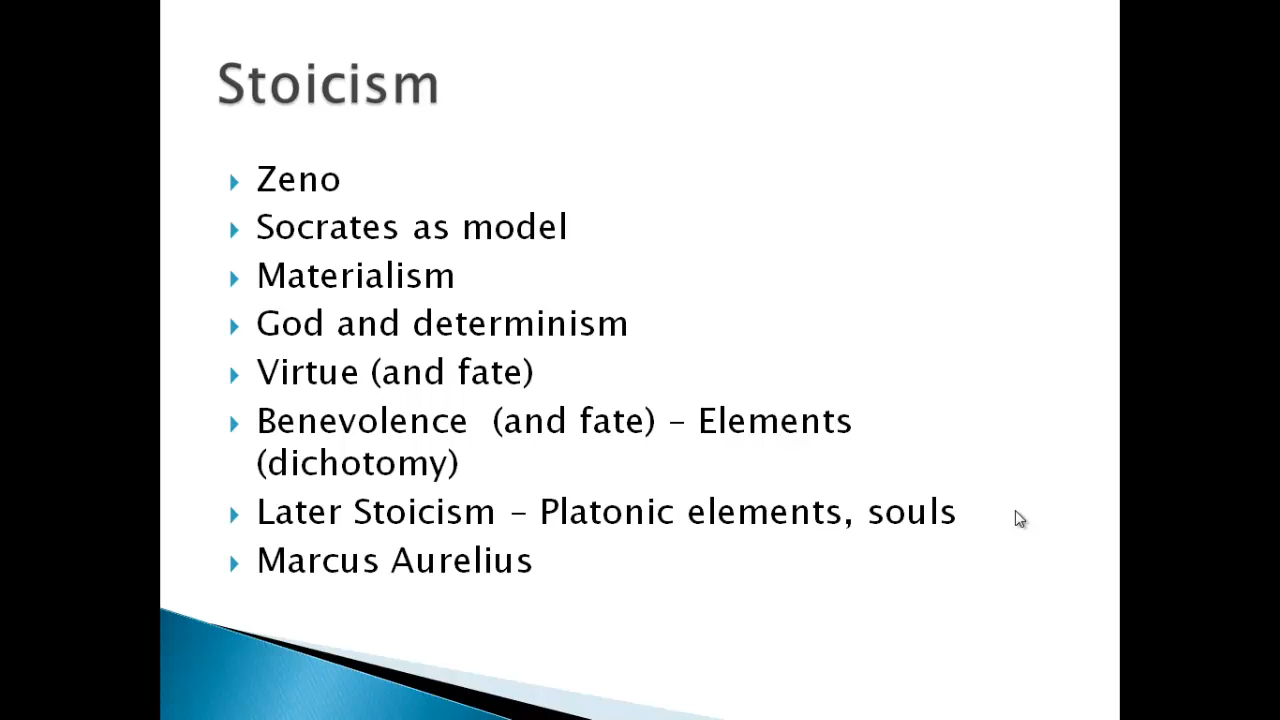 Stoicism
Zeno
Socrates as model
Materialism
God and determinism
Virtue (and fate)
Benevolence  (and fate) – Elements
(dichotomy)
Later Stoicism – Platonic elements, souls
Marcus Aurelius